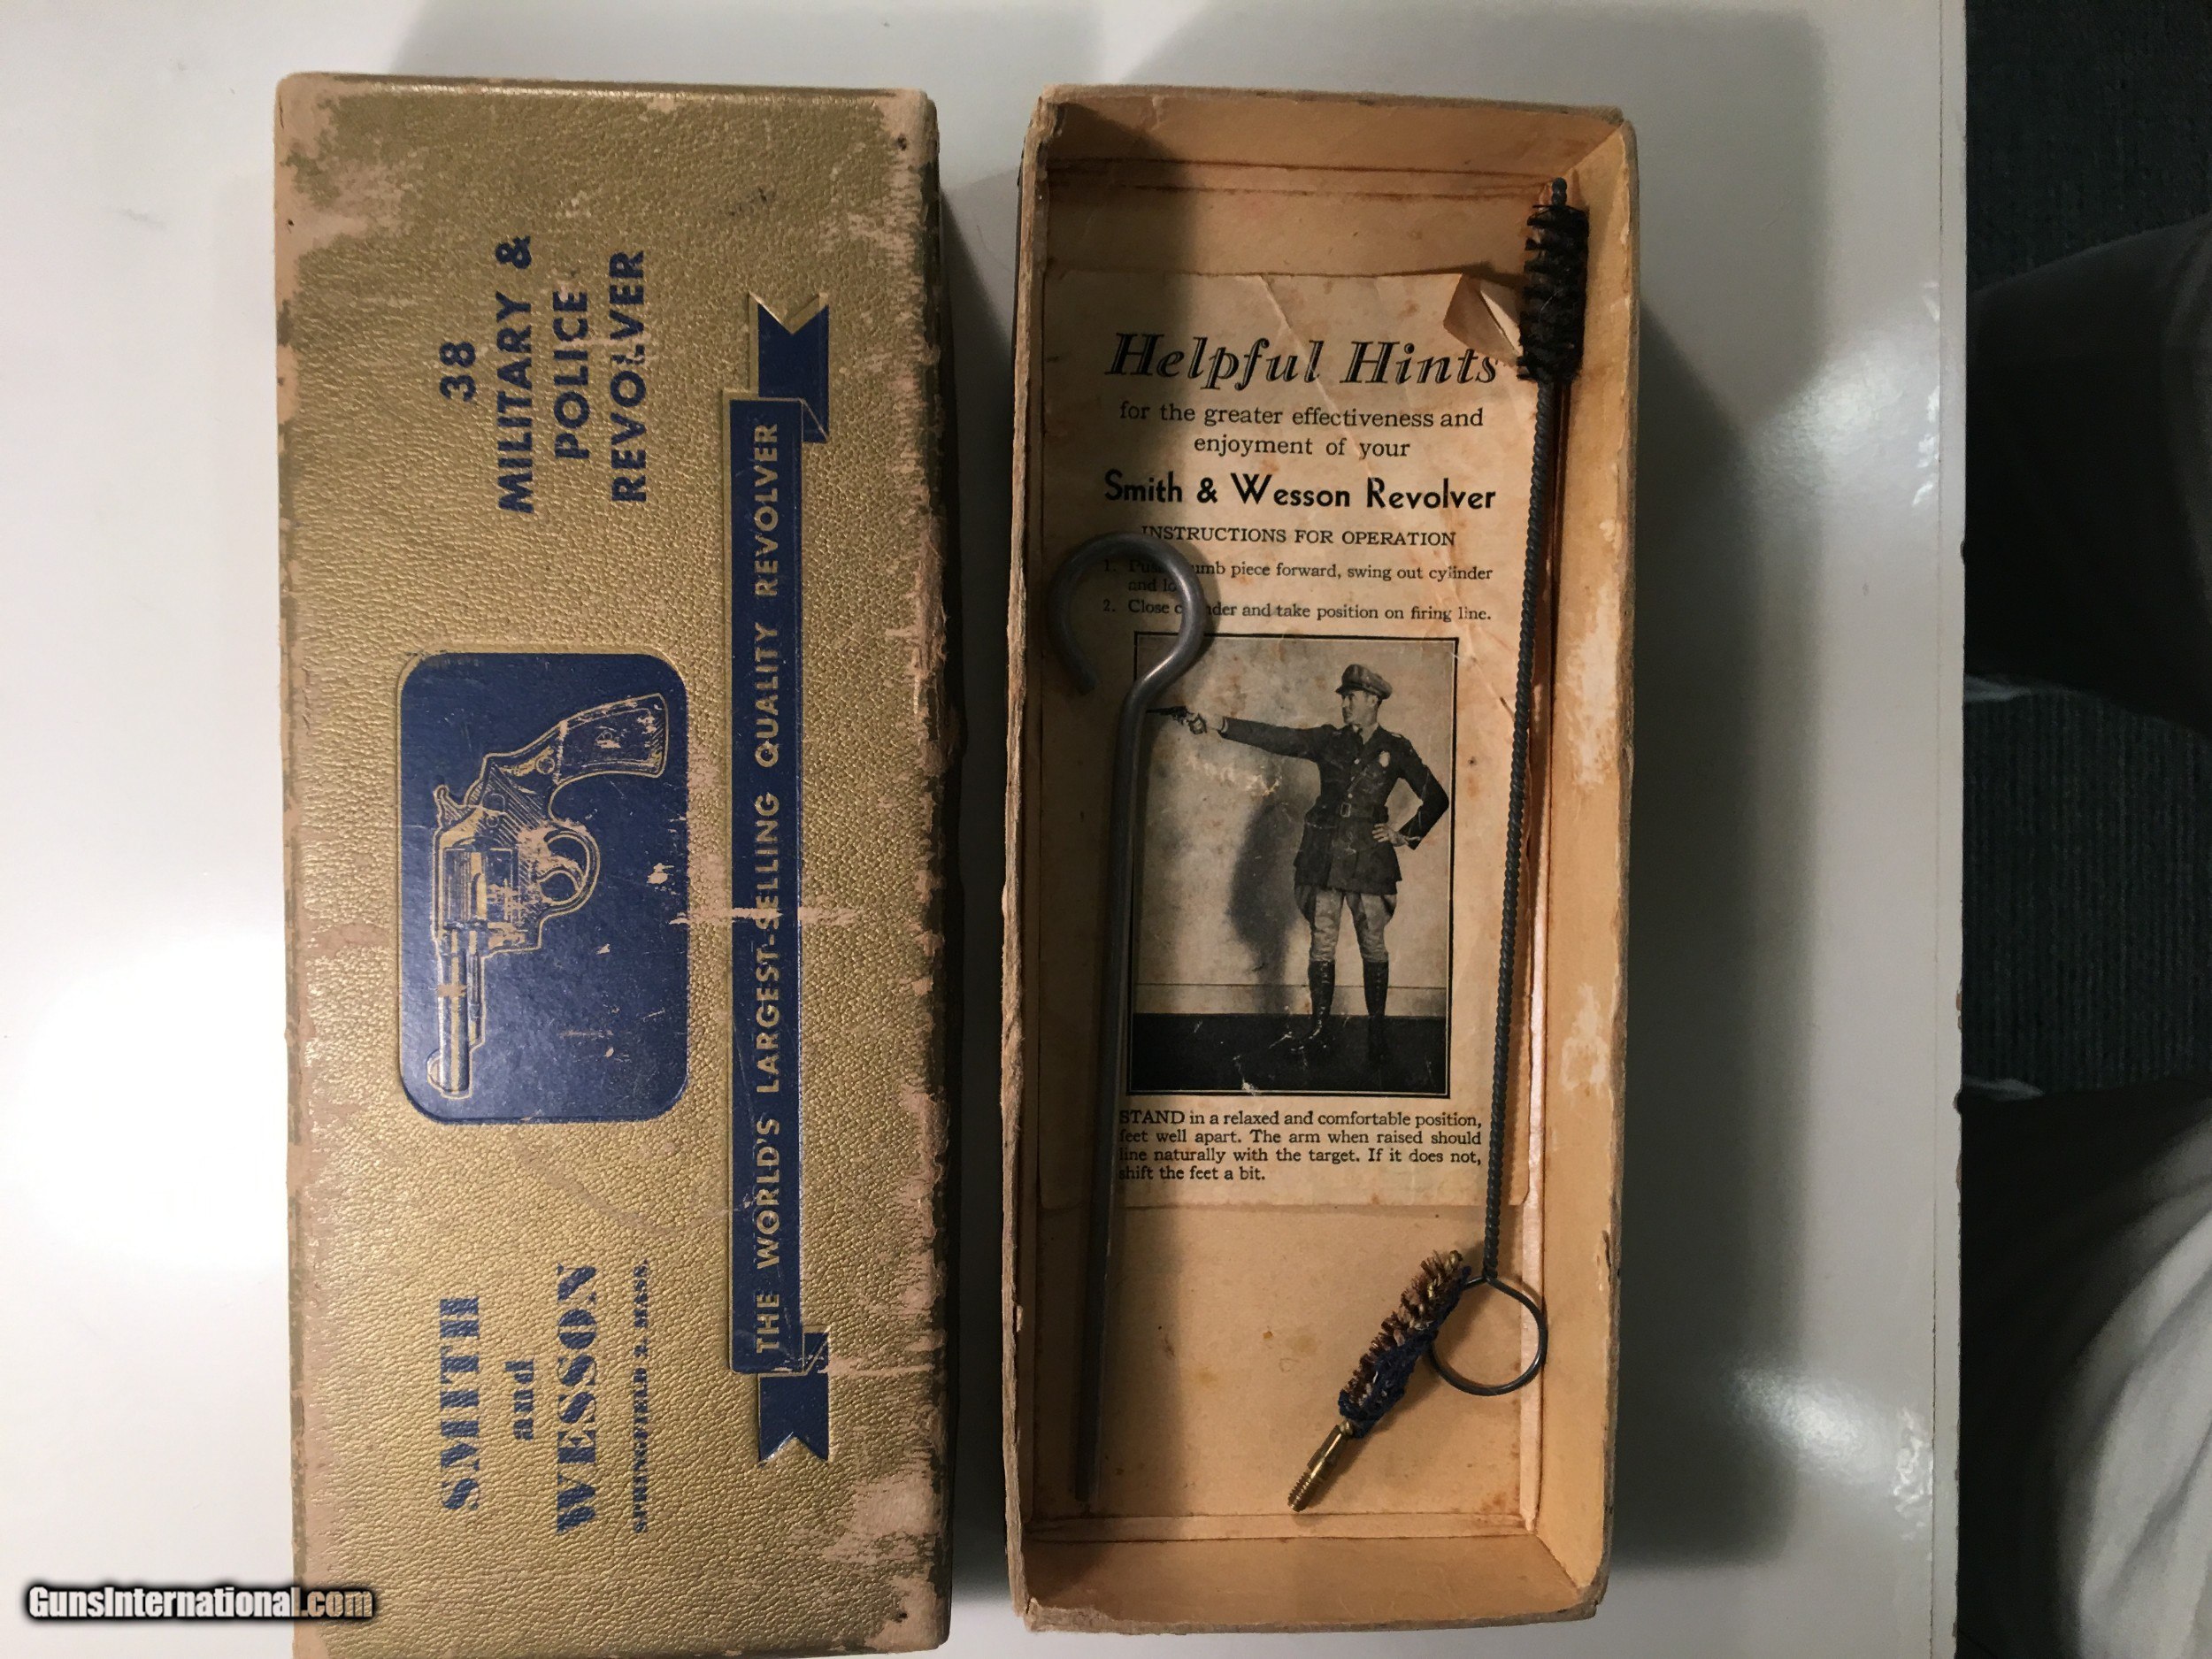 38
MILITARY &
POLICE
REVOLVER
THE WORLD'S LARGEST-SELLING QUALITY REVOLVER
SMITH
and
WESSON
SPRINGFIELD 2, MASS.
Helpful Hints
for the greater effectiveness and
enjoyment of your
Smith & Wesson Revolver
INSTRUCTIONS FOR OPERATION
1. piece forward, swing out cylinder
and
2. Close and take position on firing line.
STAND in a relaxed and comfortable position,
feet well apart. The arm when raised should
line naturally with the target. If it does not,
shift the feet a bit.
GunsInternational.com